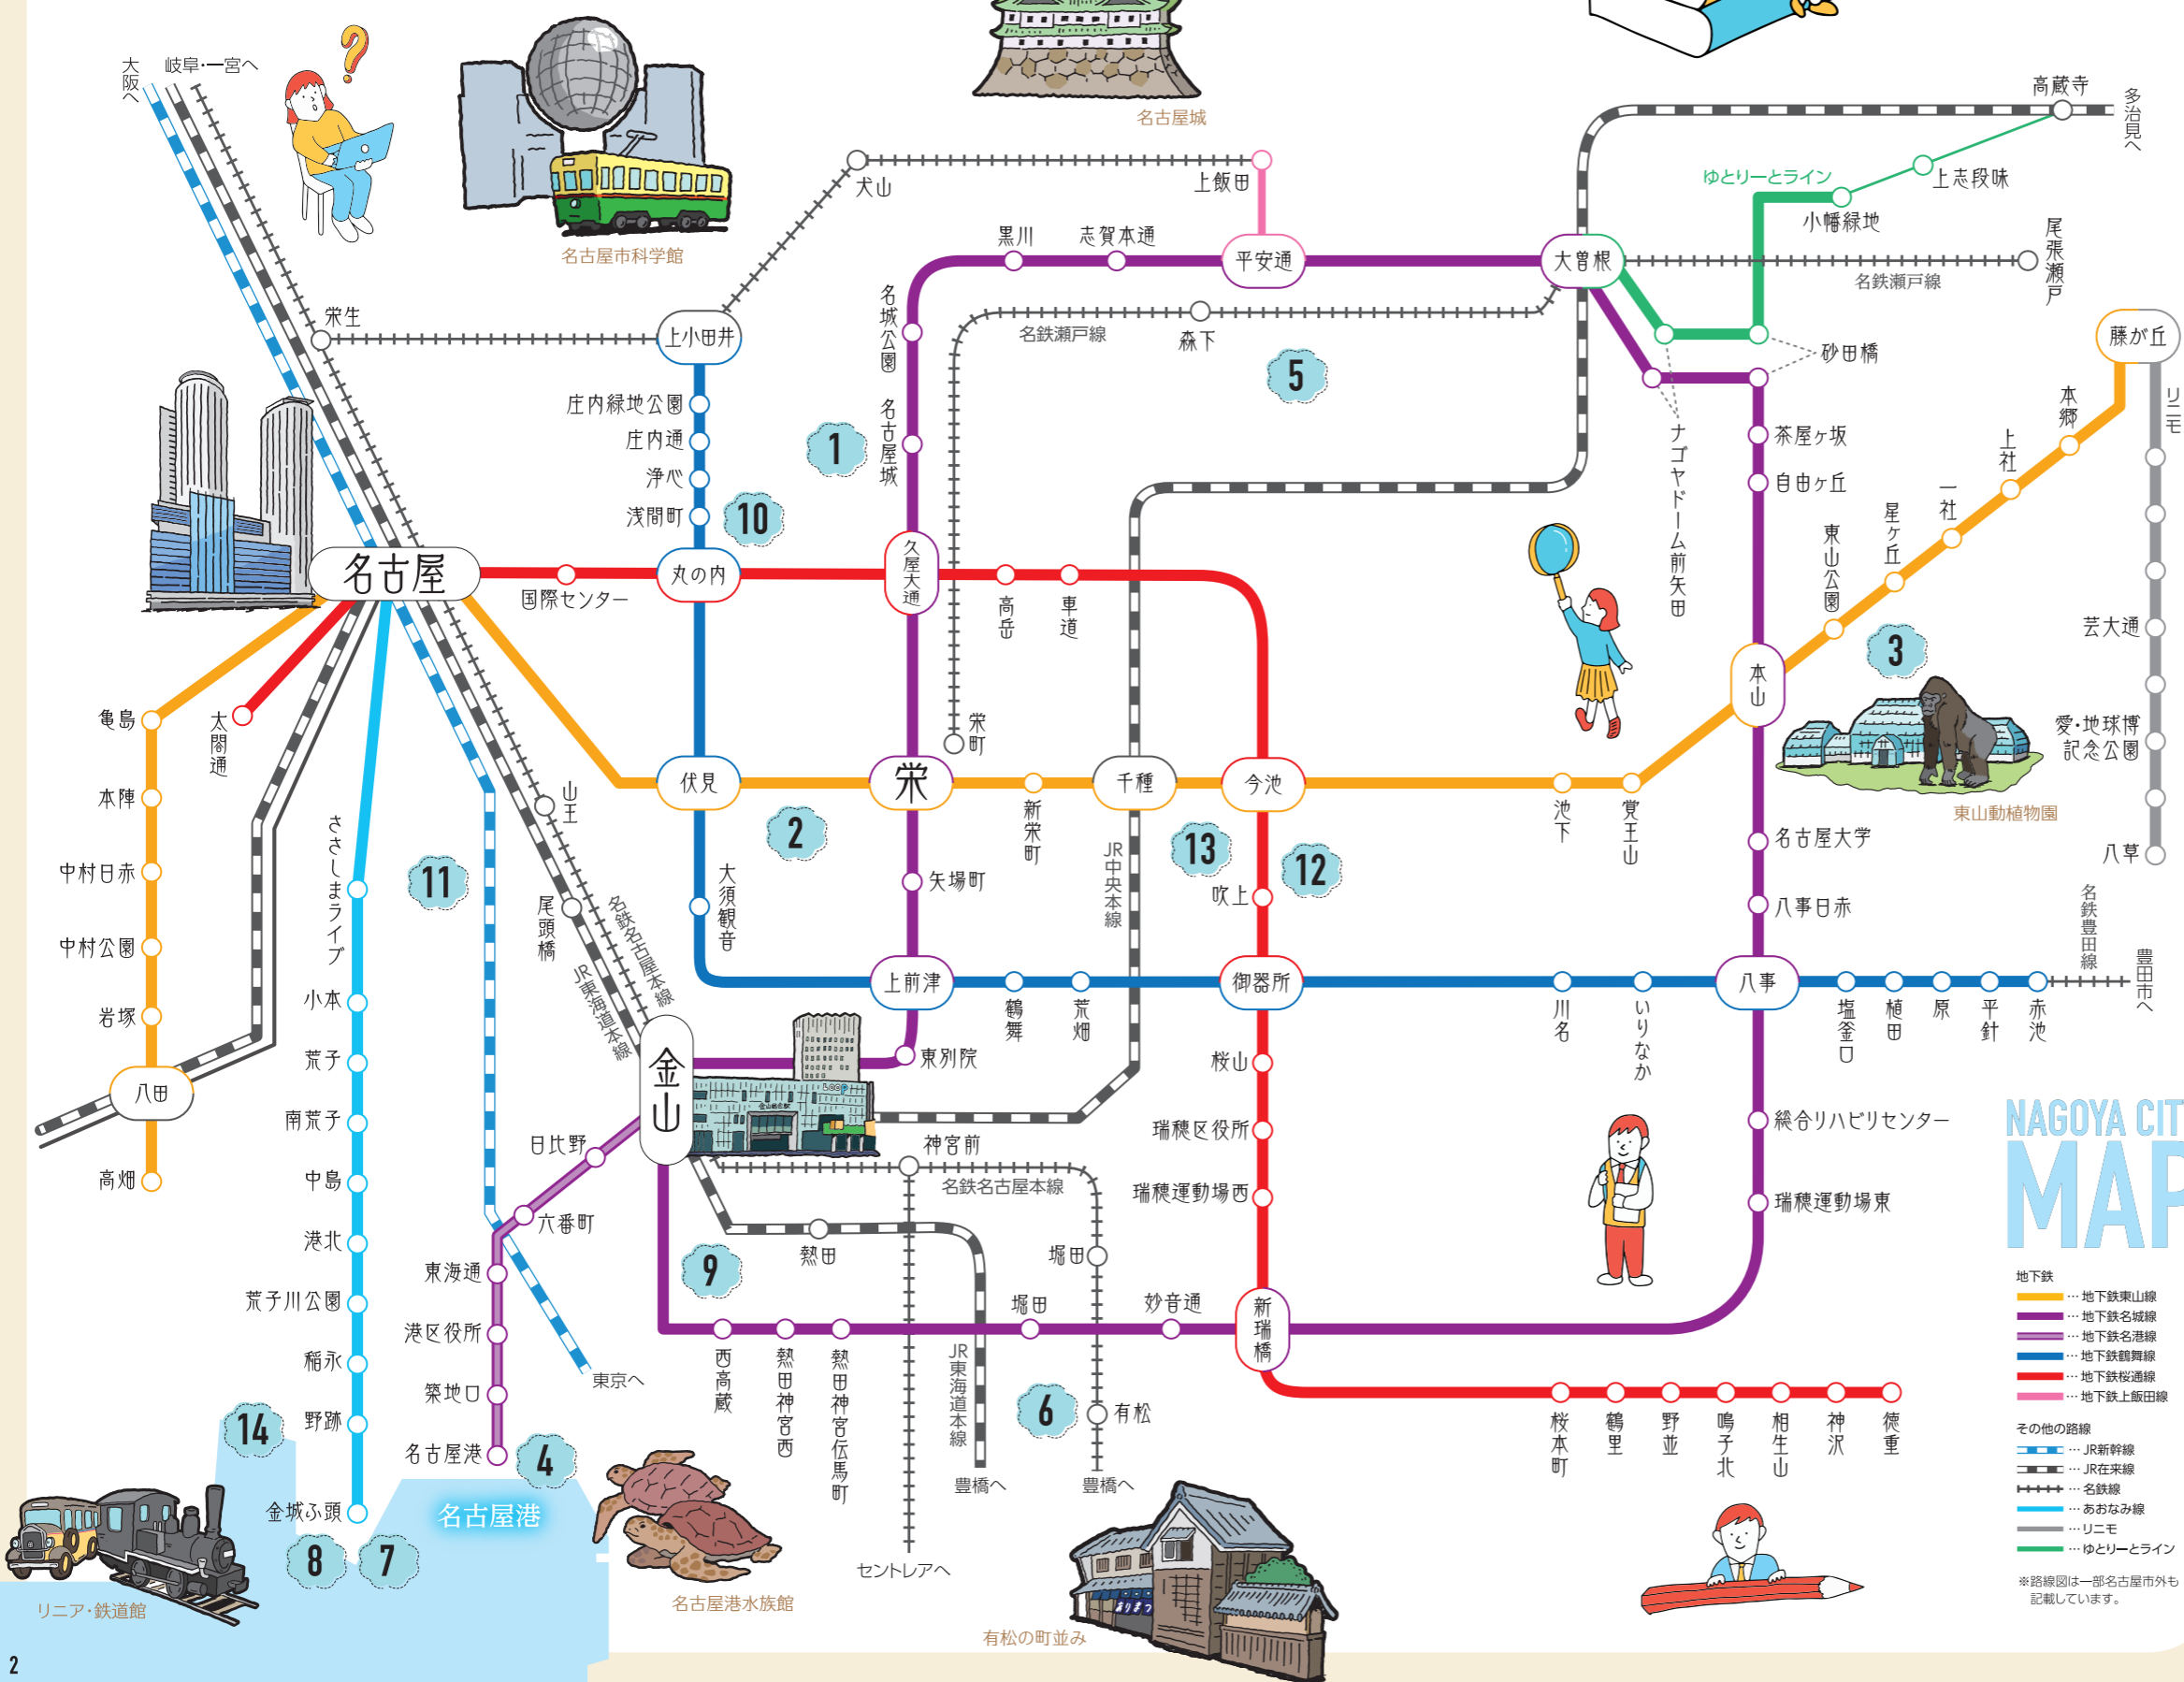 大阪へ
岐阜・一宮へ
名古屋市科学館
名古屋城
犬山
上飯田
高蔵寺
多治見へ
ゆとりーとライン
上志段味
小幡緑地
尾張瀬戸
名鉄瀬戸線
栄生
上小田井
名城公園
黒川
志賀本通
平安通
大曽根
名鉄瀬戸線
森下
砂田橋
藤が丘
リニモ
庄内緑地公園
庄内通
浄心
浅間町
10
1
名古屋城
5
ナゴヤドーム前矢田
茶屋ヶ坂
自由ヶ丘
本郷
上社
一社
星ヶ丘
東山公園
名古屋
国際センター
丸の内
久屋大通
高岳
車道
本山
3
芸大通
愛・地球博
記念公園
八草
東山動植物園
亀島
太閤通
本陣
中村日赤
中村公園
岩塚
八田
高畑
ささしまライブ
11
山王
尾頭橋
名鉄名古屋本線
JR東海道本線
伏見
2
栄
栄町
新栄町
千種
今池
池下
覚王山
大須観音
矢場町
JR中央本線
13
12
吹上
名古屋大学
八事日赤
名鉄豊田線
豊田市へ
上前津
鶴舞
荒畑
御器所
川名
いりなか
八事
塩釜口
植田
原
平針
赤池
小本
荒子
南荒子
中島
港北
荒子川公園
稲永
野跡
金城ふ頭
金山
LOOP
金山総合駅
東別院
日比野
六番町
東海通
港区役所
築地口
名古屋港
神宮前
名鉄名古屋本線
熱田
9
堀田
桜山
瑞穂区役所
瑞穂運動場西
総合リハビリセンター
瑞穂運動場東
西高蔵
熱田神宮西
熱田神宮伝馬町
堀田
妙音通
新瑞橋
JR東海道本線
6
有松
東京へ
豊橋へ
豊橋へ
セントレアへ
桜本町
鶴里
野並
鳴子北
相生山
神沢
徳重
14
8
7
4
名古屋港
リニア・鉄道館
名古屋港水族館
有松の町並み
ありまつ
NAGOYA CIT
MAP
地下鉄
… 地下鉄東山線
… 地下鉄名城線
… 地下鉄名港線
… 地下鉄鶴舞線
… 地下鉄桜通線
… 地下鉄上飯田線
その他の路線
… JR新幹線
… JR在来線
… 名鉄線
… あおなみ線
… リニモ
… ゆとりーとライン
※路線図は一部名古屋市外も
記載しています。
2